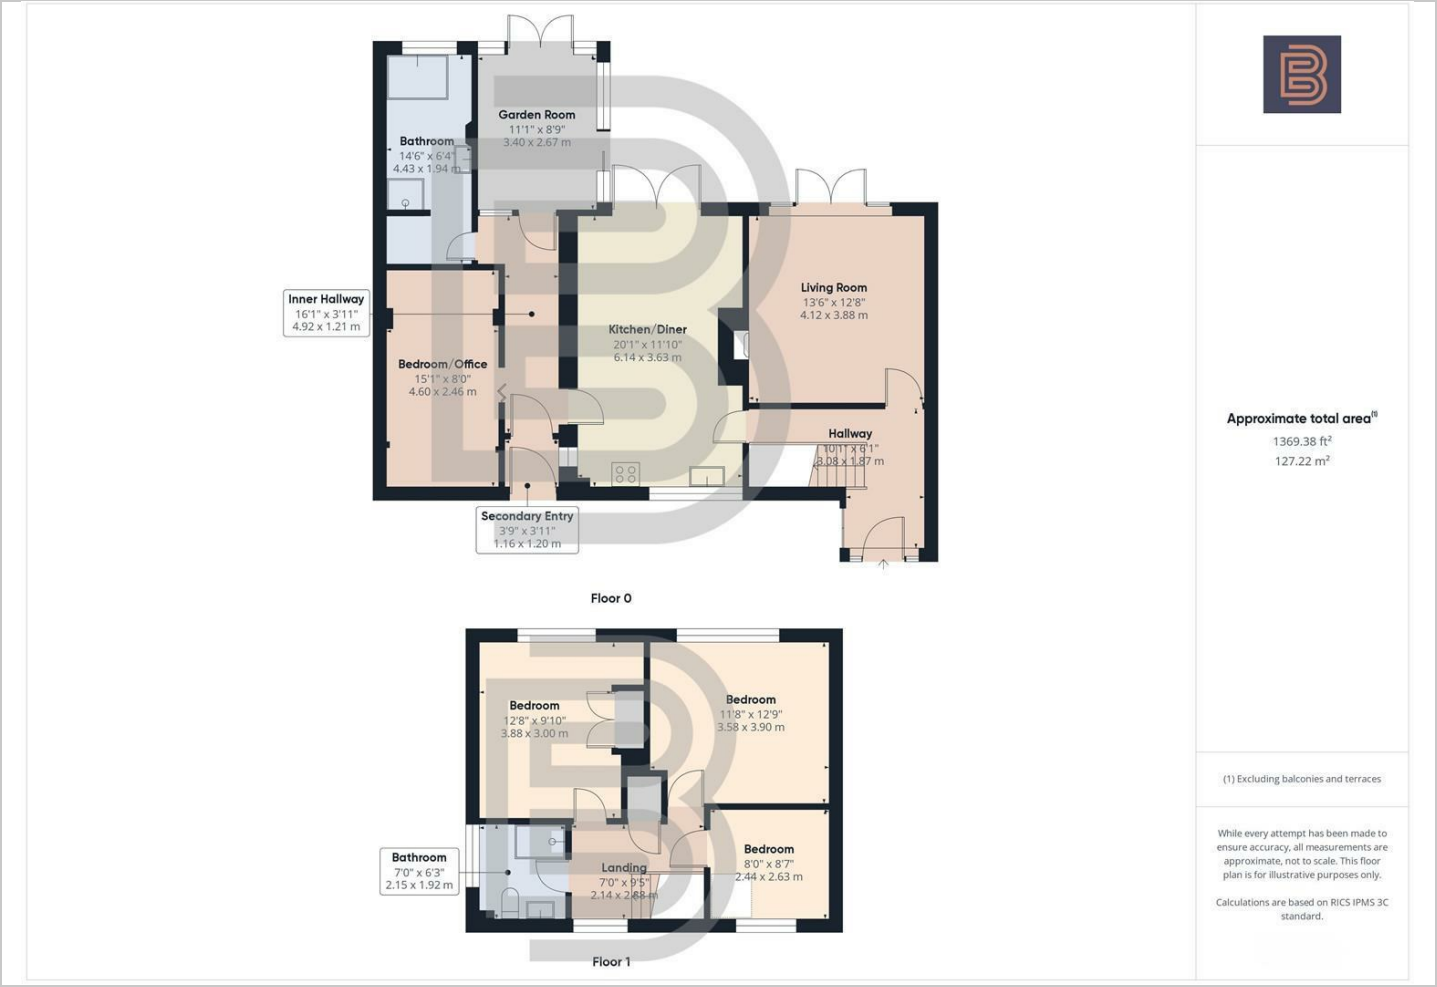 Garden Room
11'1" x 8'9"
3.40 x 2.67 m
Bathroom
14'6" x 6'4"
4.43 x 1.94 m
Inner Hallway
16'1" x 3'11"
4.92 x 1.21 m
Kitchen/Diner
20'1" x 11'10"
6.14 x 3.63 m
Living Room
13'6" x 12'8"
4.12 x 3.88 m
Bedroom/Office
15'1" x 8'0"
4.60 x 2.46 m
Hallway
10'1" x 6'1"
3.08 x 1.87 m
Secondary Entry
3'9" x 3'11"
1.16 x 1.20 m
Floor 0
Bedroom
12'8" x 9'10"
3.88 x 3.00 m
Bedroom
11'8" x 12'9"
3.58 x 3.90 m
Bathroom
7'0" x 6'3"
2.15 x 1.92 m
Landing
7'0" x 9'5"
2.14 x 2.88 m
Bedroom
8'0" x 8'7"
2.44 x 2.63 m
Floor 1
B
Approximate total area(1)
1369.38 ft²
127.22 m²
(1) Excluding balconies and terraces
While every attempt has been made to
ensure accuracy, all measurements are
approximate, not to scale. This floor
plan is for illustrative purposes only.
Calculations are based on RICS IPMS 3C
standard.